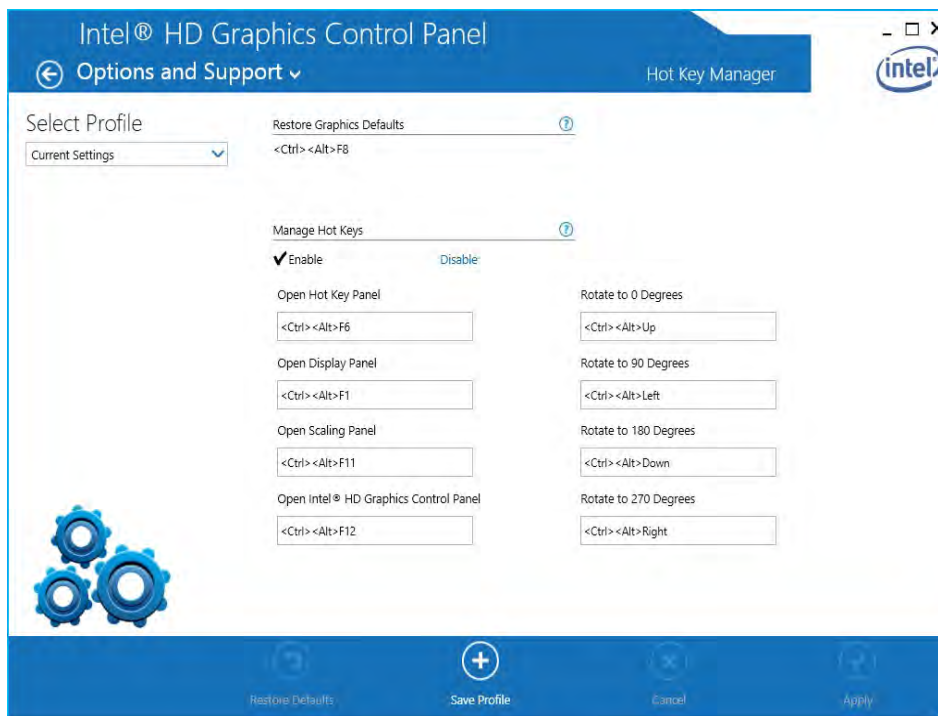 Intel® HD Graphics Control Panel
Options and Support
Hot Key Manager
intel
Select Profile
Current Settings
Restore Graphics Defaults
?
<Ctrl><Alt>F8
Manage Hot Keys
?
Enable
Disable
Open Hot Key Panel
<Ctrl><Alt>F6
Open Display Panel
<Ctrl><Alt>F1
Open Scaling Panel
<Ctrl><Alt>F11
Open Intel® HD Graphics Control Panel
<Ctrl><Alt>F12
Rotate to 0 Degrees
<Ctrl><Alt>Up
Rotate to 90 Degrees
<Ctrl><Alt>Left
Rotate to 180 Degrees
<Ctrl><Alt>Down
Rotate to 270 Degrees
<Ctrl><Alt>Right
Restore Defaults
Save Profile
Cancel
Apply